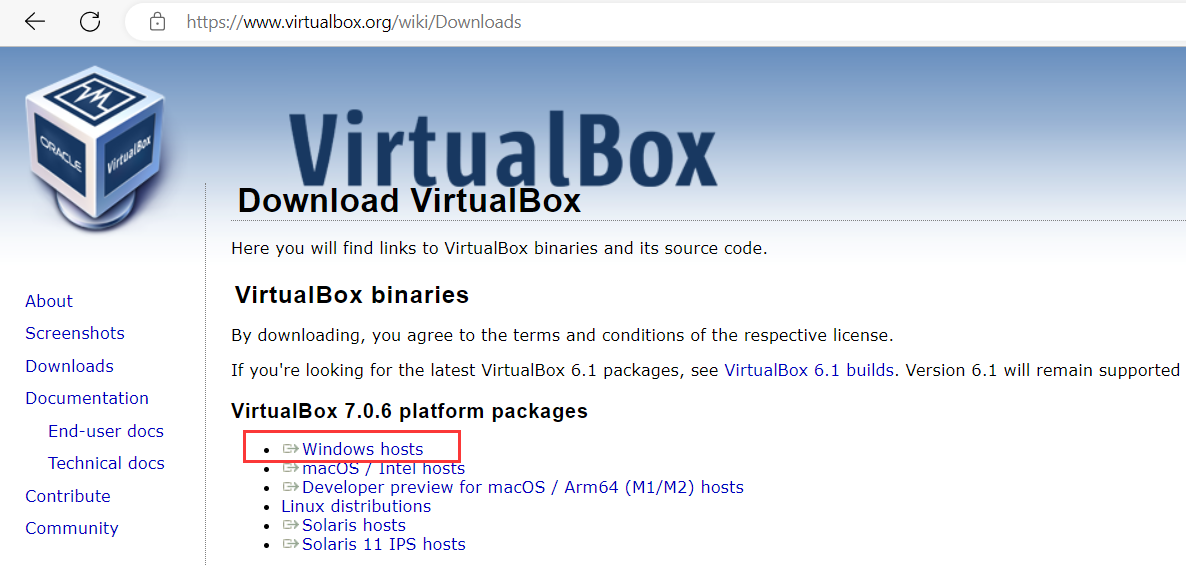 https://www.virtualbox.org/wiki/Downloads
ORACLE
VirtualBox
VirtualBox
Download VirtualBox
Here you will find links to VirtualBox binaries and its source code.
VirtualBox binaries
By downloading, you agree to the terms and conditions of the respective license.
If you're looking for the latest VirtualBox 6.1 packages, see VirtualBox 6.1 builds. Version 6.1 will remain supported
VirtualBox 7.0.6 platform packages
Windows hosts
macOS / Intel hosts
Developer preview for macOS / Arm64 (M1/M2) hosts
Linux distributions
Solaris hosts
Solaris 11 IPS hosts
About
Screenshots
Downloads
Documentation
End-user docs
Technical docs
Contribute
Community